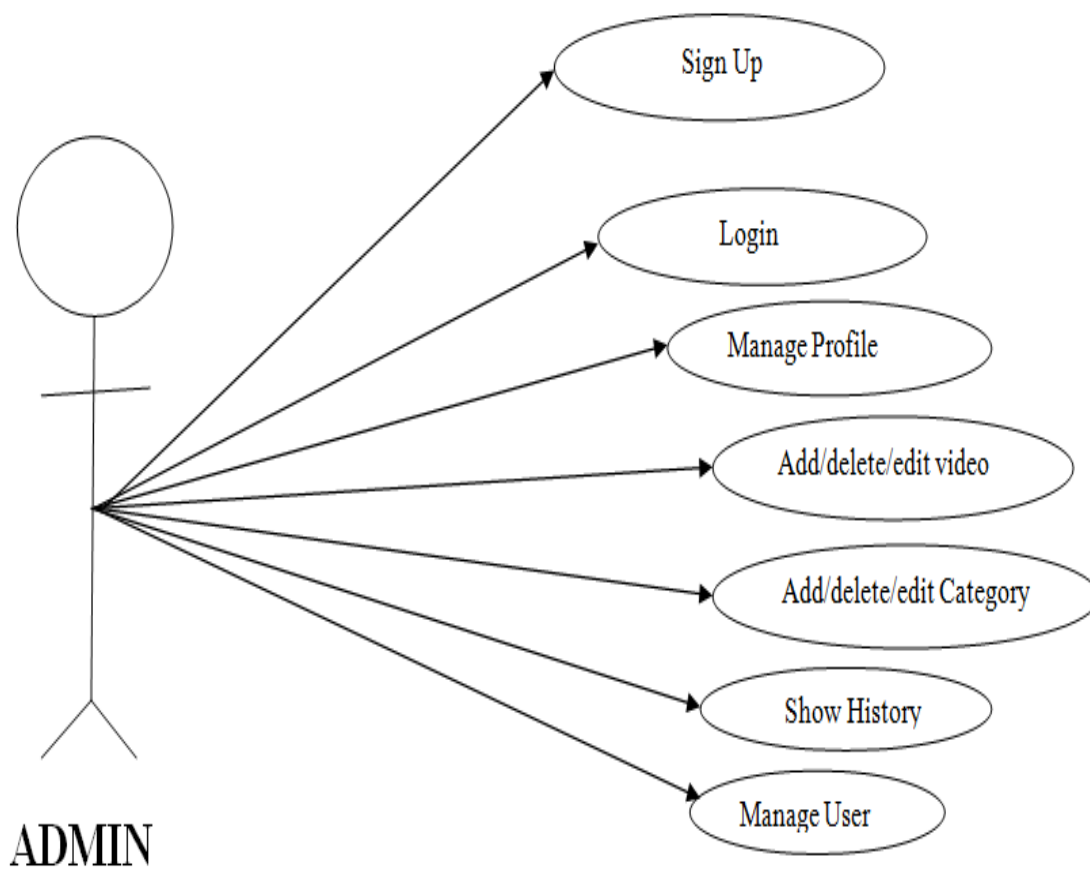 Sign Up
Login
Manage Profile
Add/delete/edit video
Add/delete/edit Category
Show History
Manage User
ADMIN